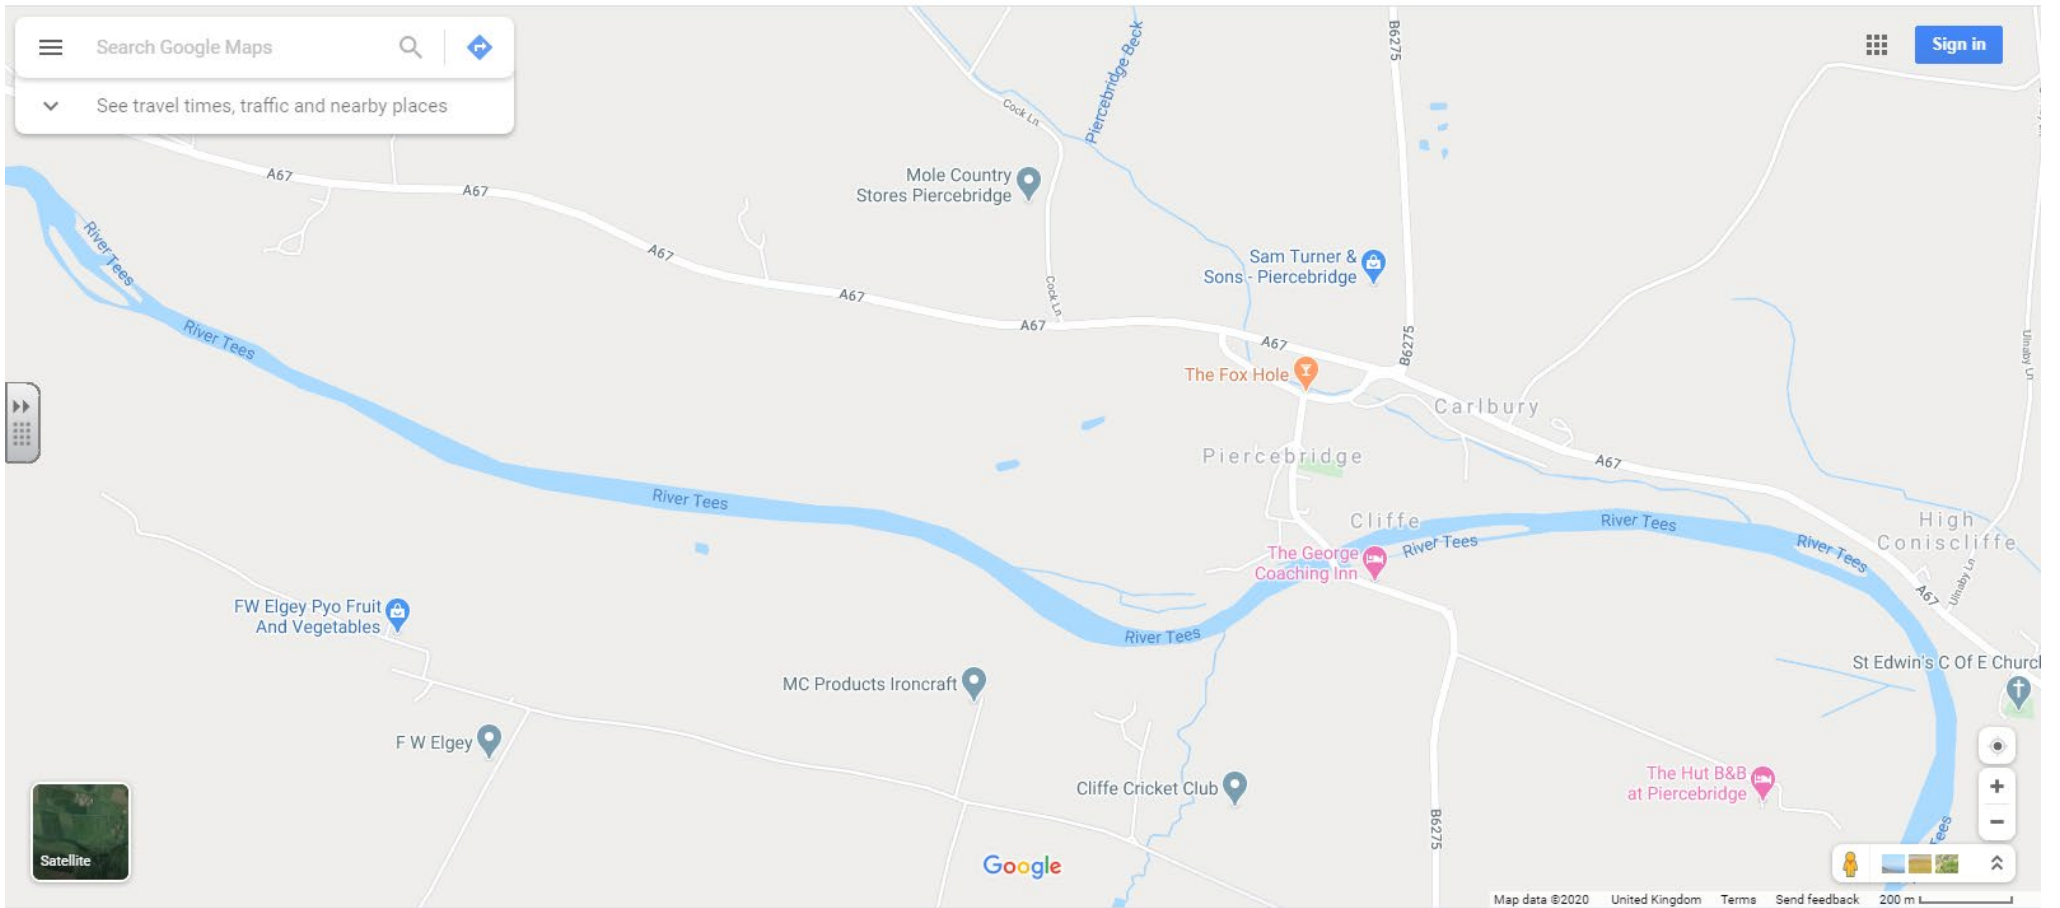 Search Google Maps
Sign in
See travel times, traffic and nearby places
Piercebridge Beck
B6275
Cock Ln
A67
A67
Mole Country
Stores Piercebridge
River Tees
A67
Sam Turner &
Sons - Piercebridge
A67
Cock Ln
A67
River Tees
A67
B6275
Ulnaby Ln
The Fox Hole
Carlbury
Piercebridge
A67
River Tees
Cliffe
River Tees
High
Coniscliffe
River Tees
River Tees
The George
Coaching Inn
Ulnaby Ln
A67
FW Elgey Pyo Fruit
And Vegetables
River Tees
St Edwin's C Of E Churc
MC Products Ironcraft
F W Elgey
The Hut B&B
at Piercebridge
Cliffe Cricket Club
B6275
Tees
Satellite
Google
Map data ©2020 United Kingdom Terms Send feedback 200 m